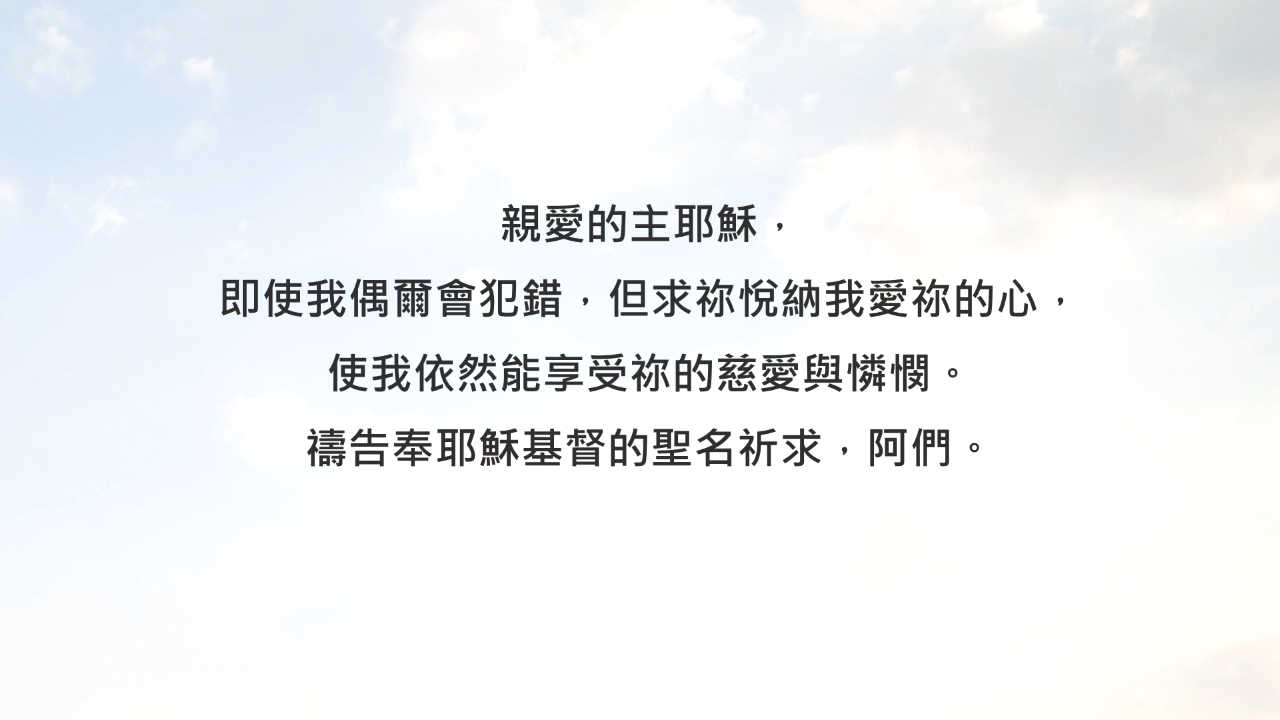 親愛的主耶穌，
即使我偶爾會犯錯，但求祢悅納我愛祢的心，
使我依然能享受祢的慈愛與憐憫。
禱告奉耶穌基督的聖名祈求，阿們。